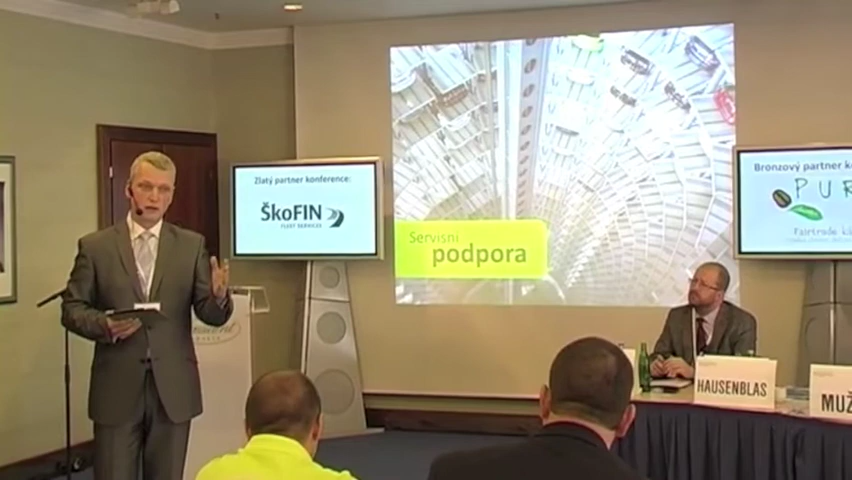 Zlatý partner konference:
ŠkoFIN
FLEET SERVICES
Servisní
podpora
Bronzový partner k
PUR
Fairtrade
HAUSENBLAS
MUŽ